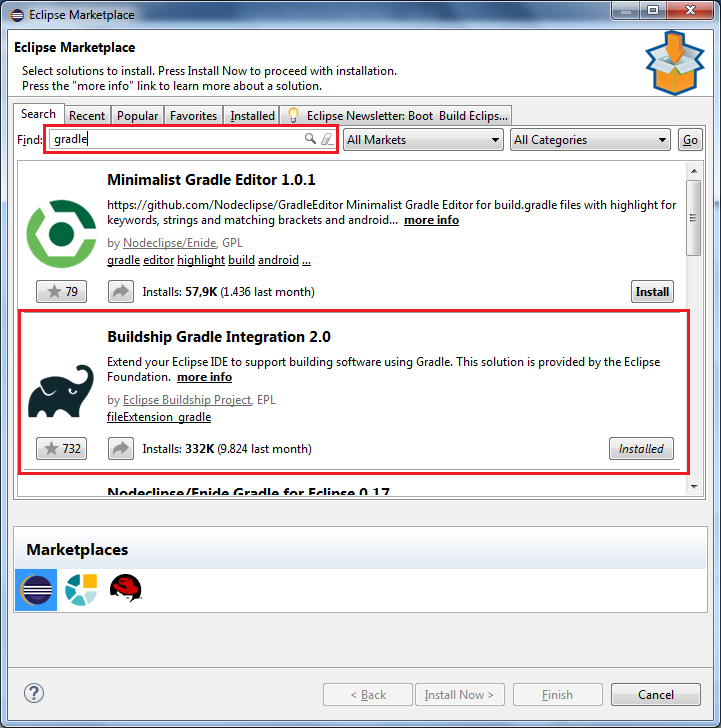 Eclipse Marketplace
Eclipse Marketplace
Select solutions to install. Press Install Now to proceed with installation.
Press the "more info" link to learn more about a solution.
Search Recent Popular Favorites Installed Eclipse Newsletter: Boot Build Eclips...
Find: gradle All Markets All Categories Go
Minimalist Gradle Editor 1.0.1
https://github.com/Nodeclipse/GradleEditor Minimalist Gradle Editor for build.gradle files with highlight for
keywords, strings and matching brackets and android... more info
by Nodeclipse/Enide, GPL
gradle editor highlight build android ...
79 Installs: 57,9K (1.436 last month) Install
Buildship Gradle Integration 2.0
Extend your Eclipse IDE to support building software using Gradle. This solution is provided by the Eclipse
Foundation. more info
by Eclipse Buildship Project, EPL
fileExtension_gradle
732 Installs: 332K (9.824 last month) Installed
Nodeclipse/Enide Gradle for Eclipse 0.17
Marketplaces
? < Back Install Now > Finish Cancel